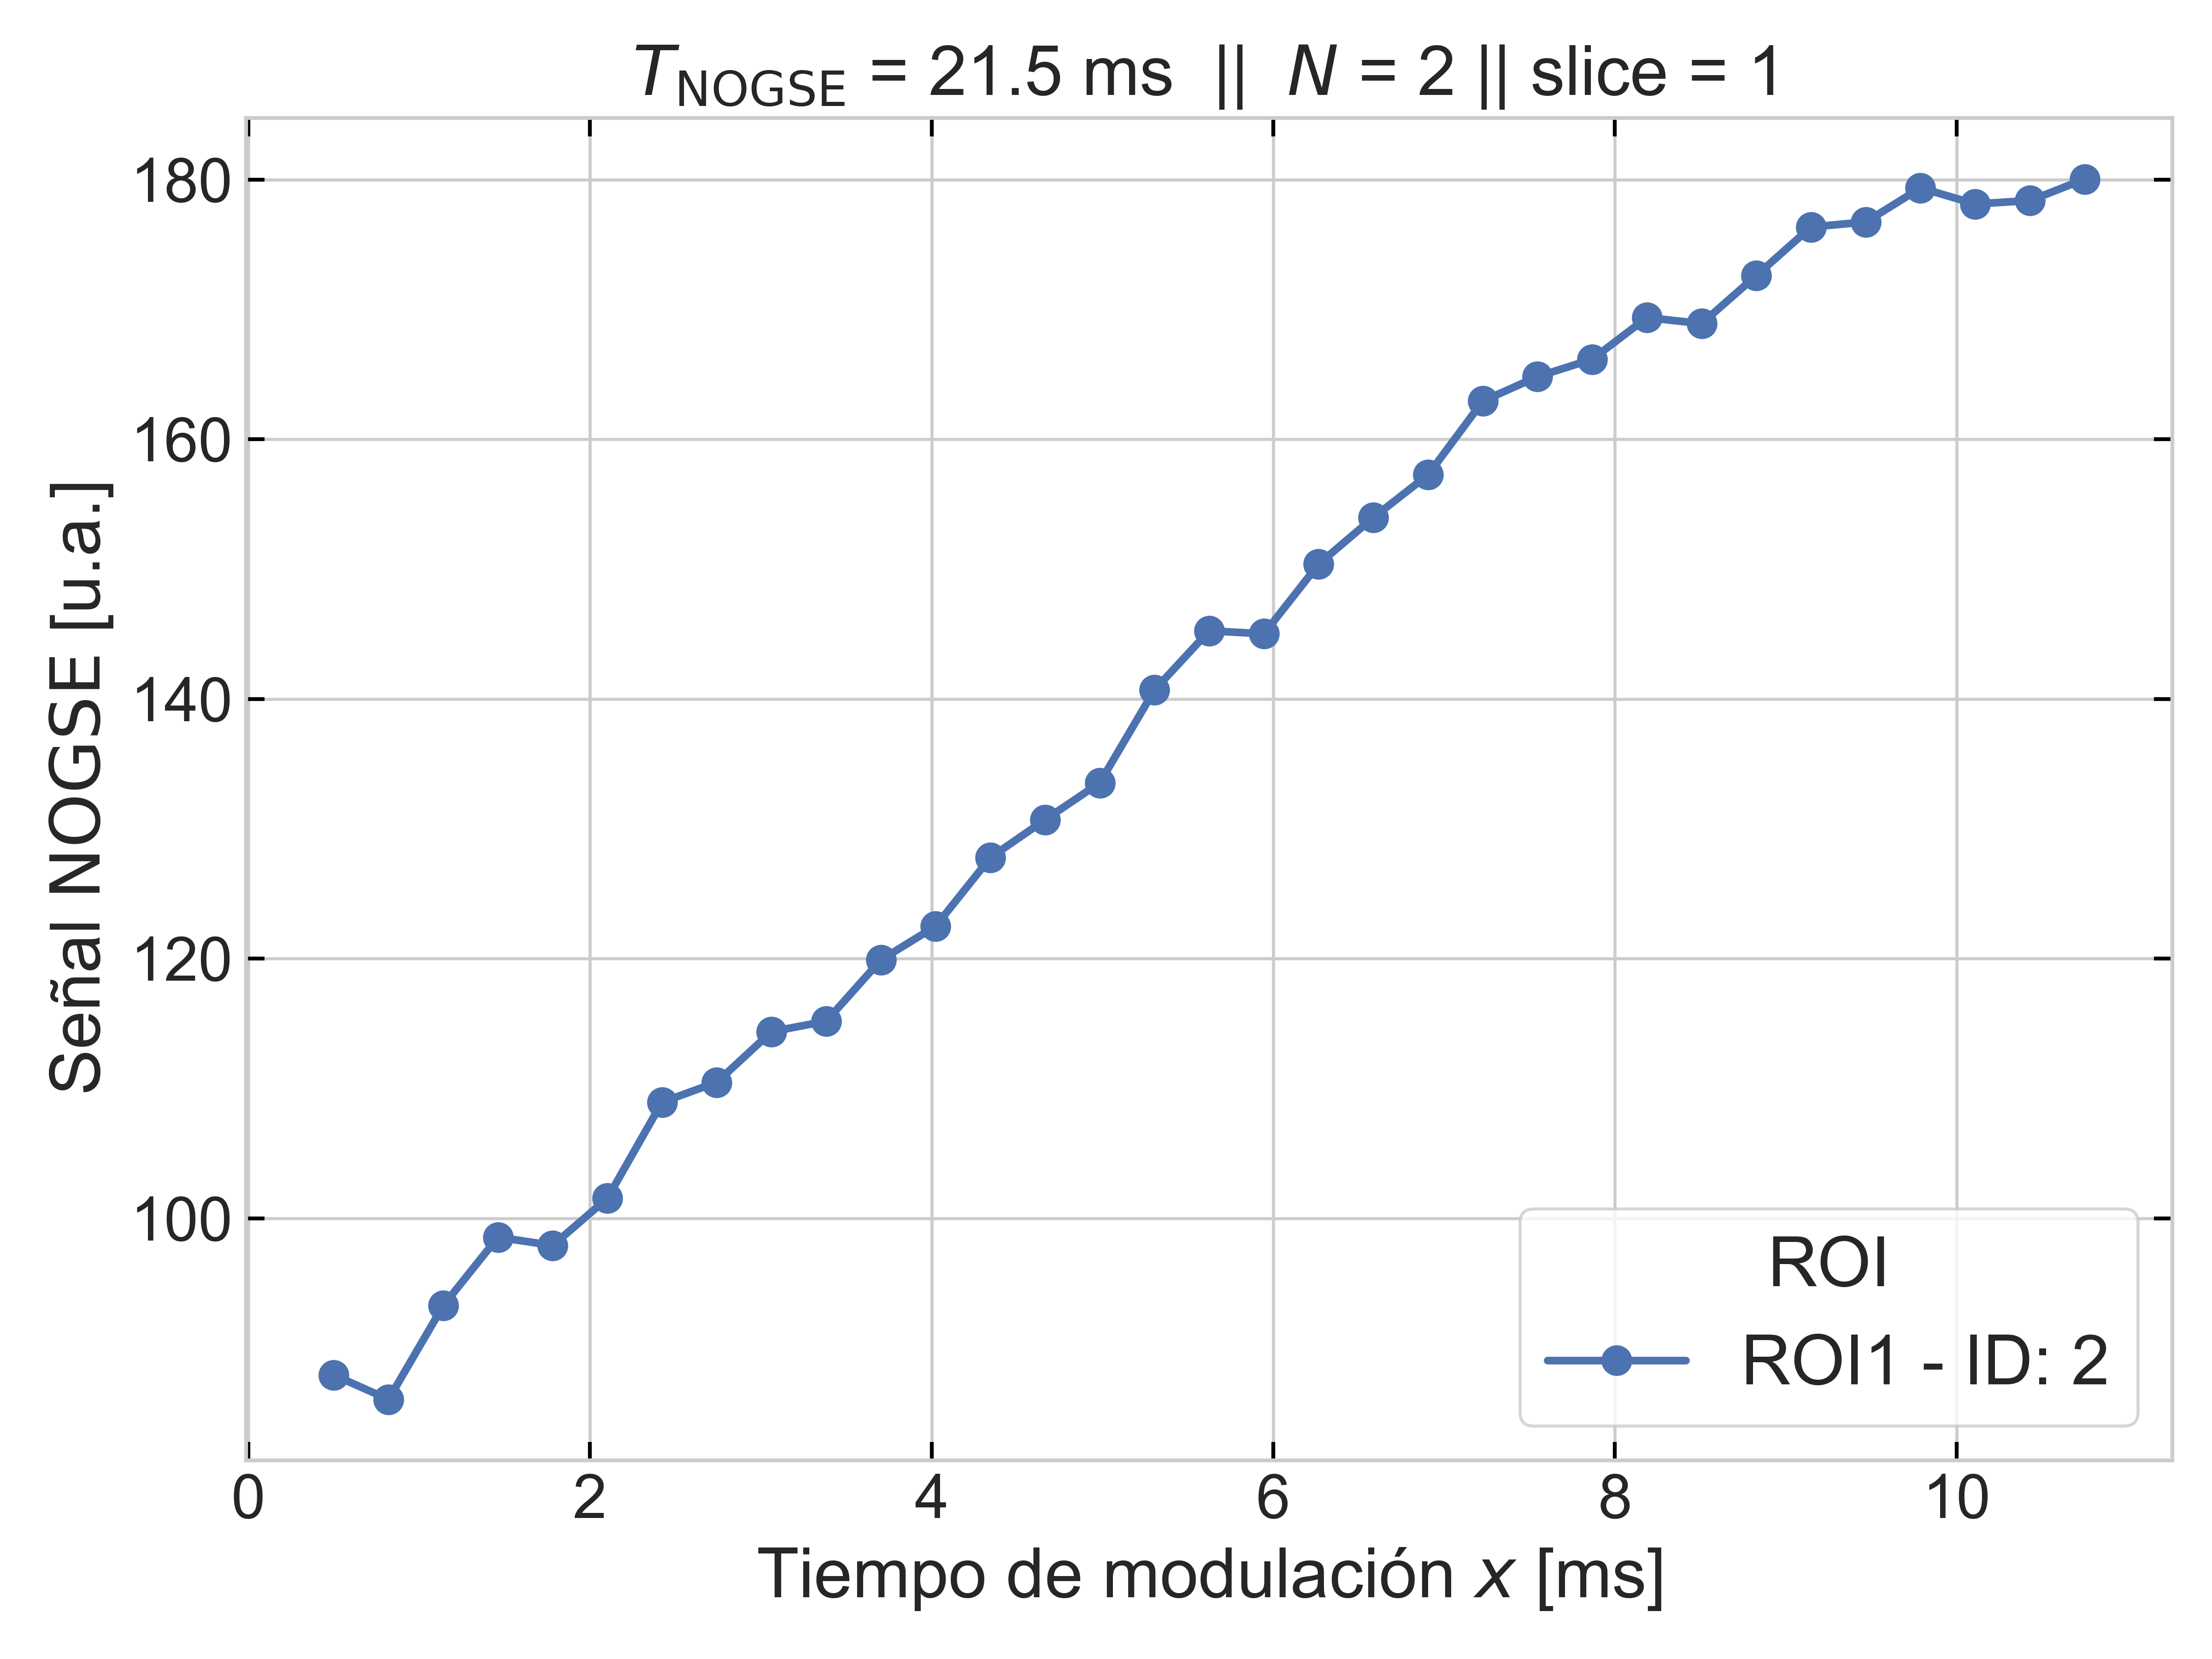 T_NOGSE = 21.5 ms || N = 2 || slice = 1
180
160
140
120
100
Señal NOGSE [u.a.]
0 2 4 6 8 10
Tiempo de modulación x [ms]
ROI
ROI1 - ID: 2